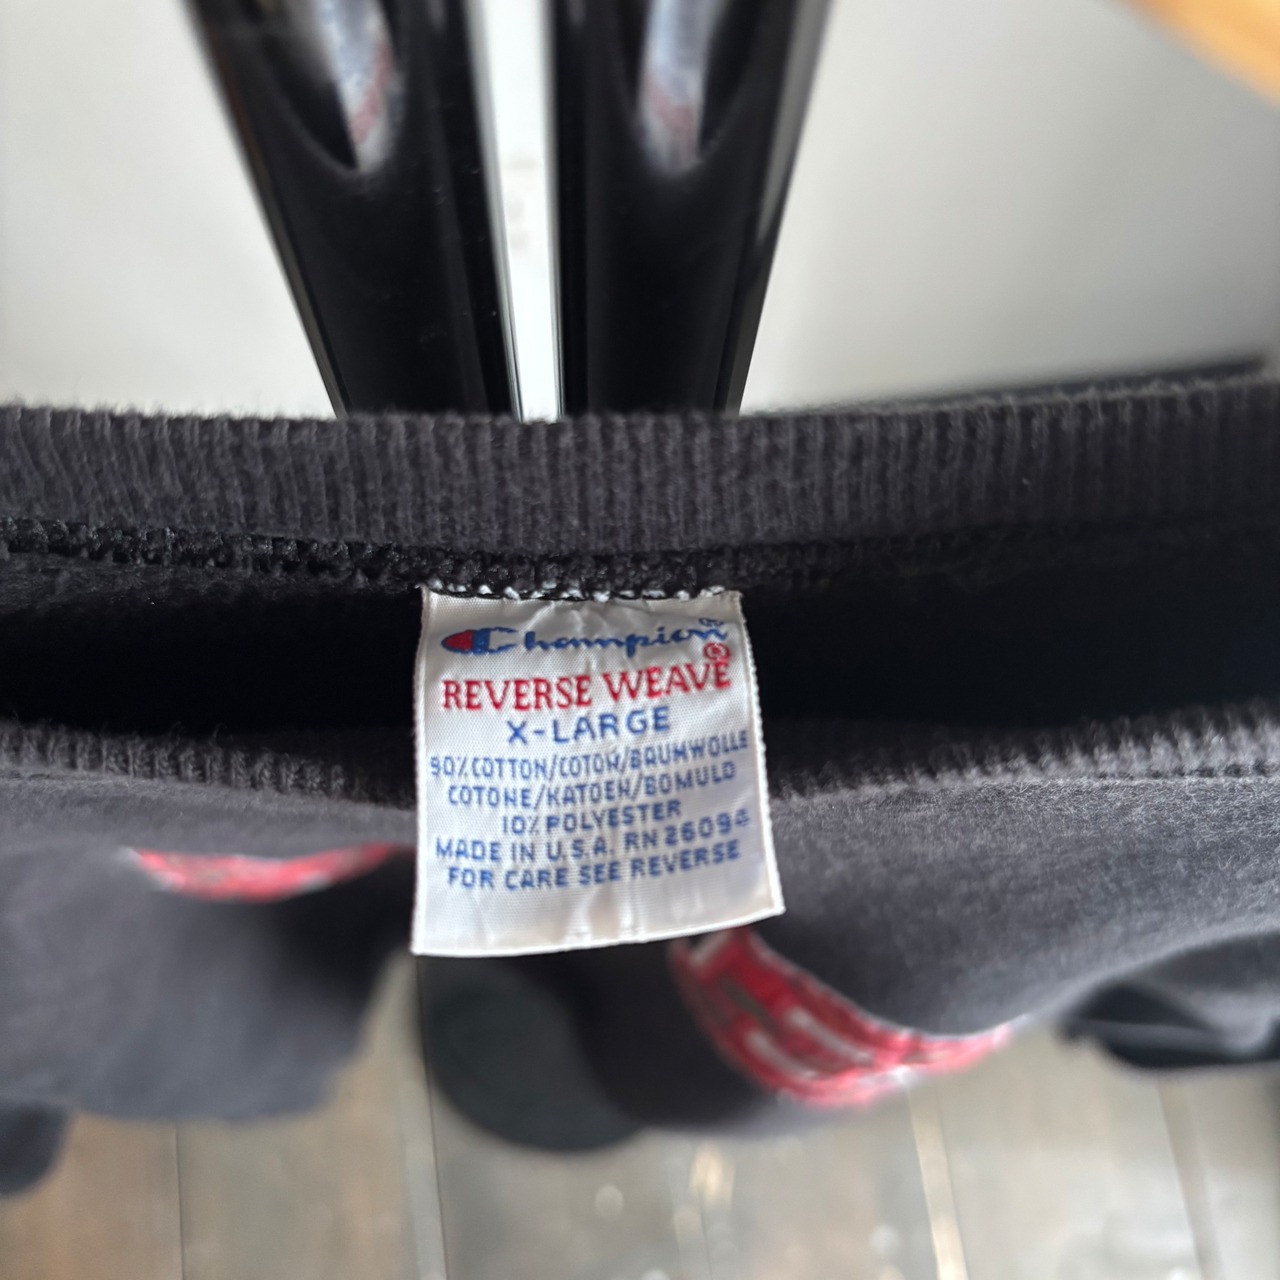 Champion®
REVERSE WEAVE®
X-LARGE
90% COTTON/COTON/BAUMWOLLE
COTONE/KATOEN/BOMULD
10% POLYESTER
MADE IN U.S.A. RN 26094
FOR CARE SEE REVERSE